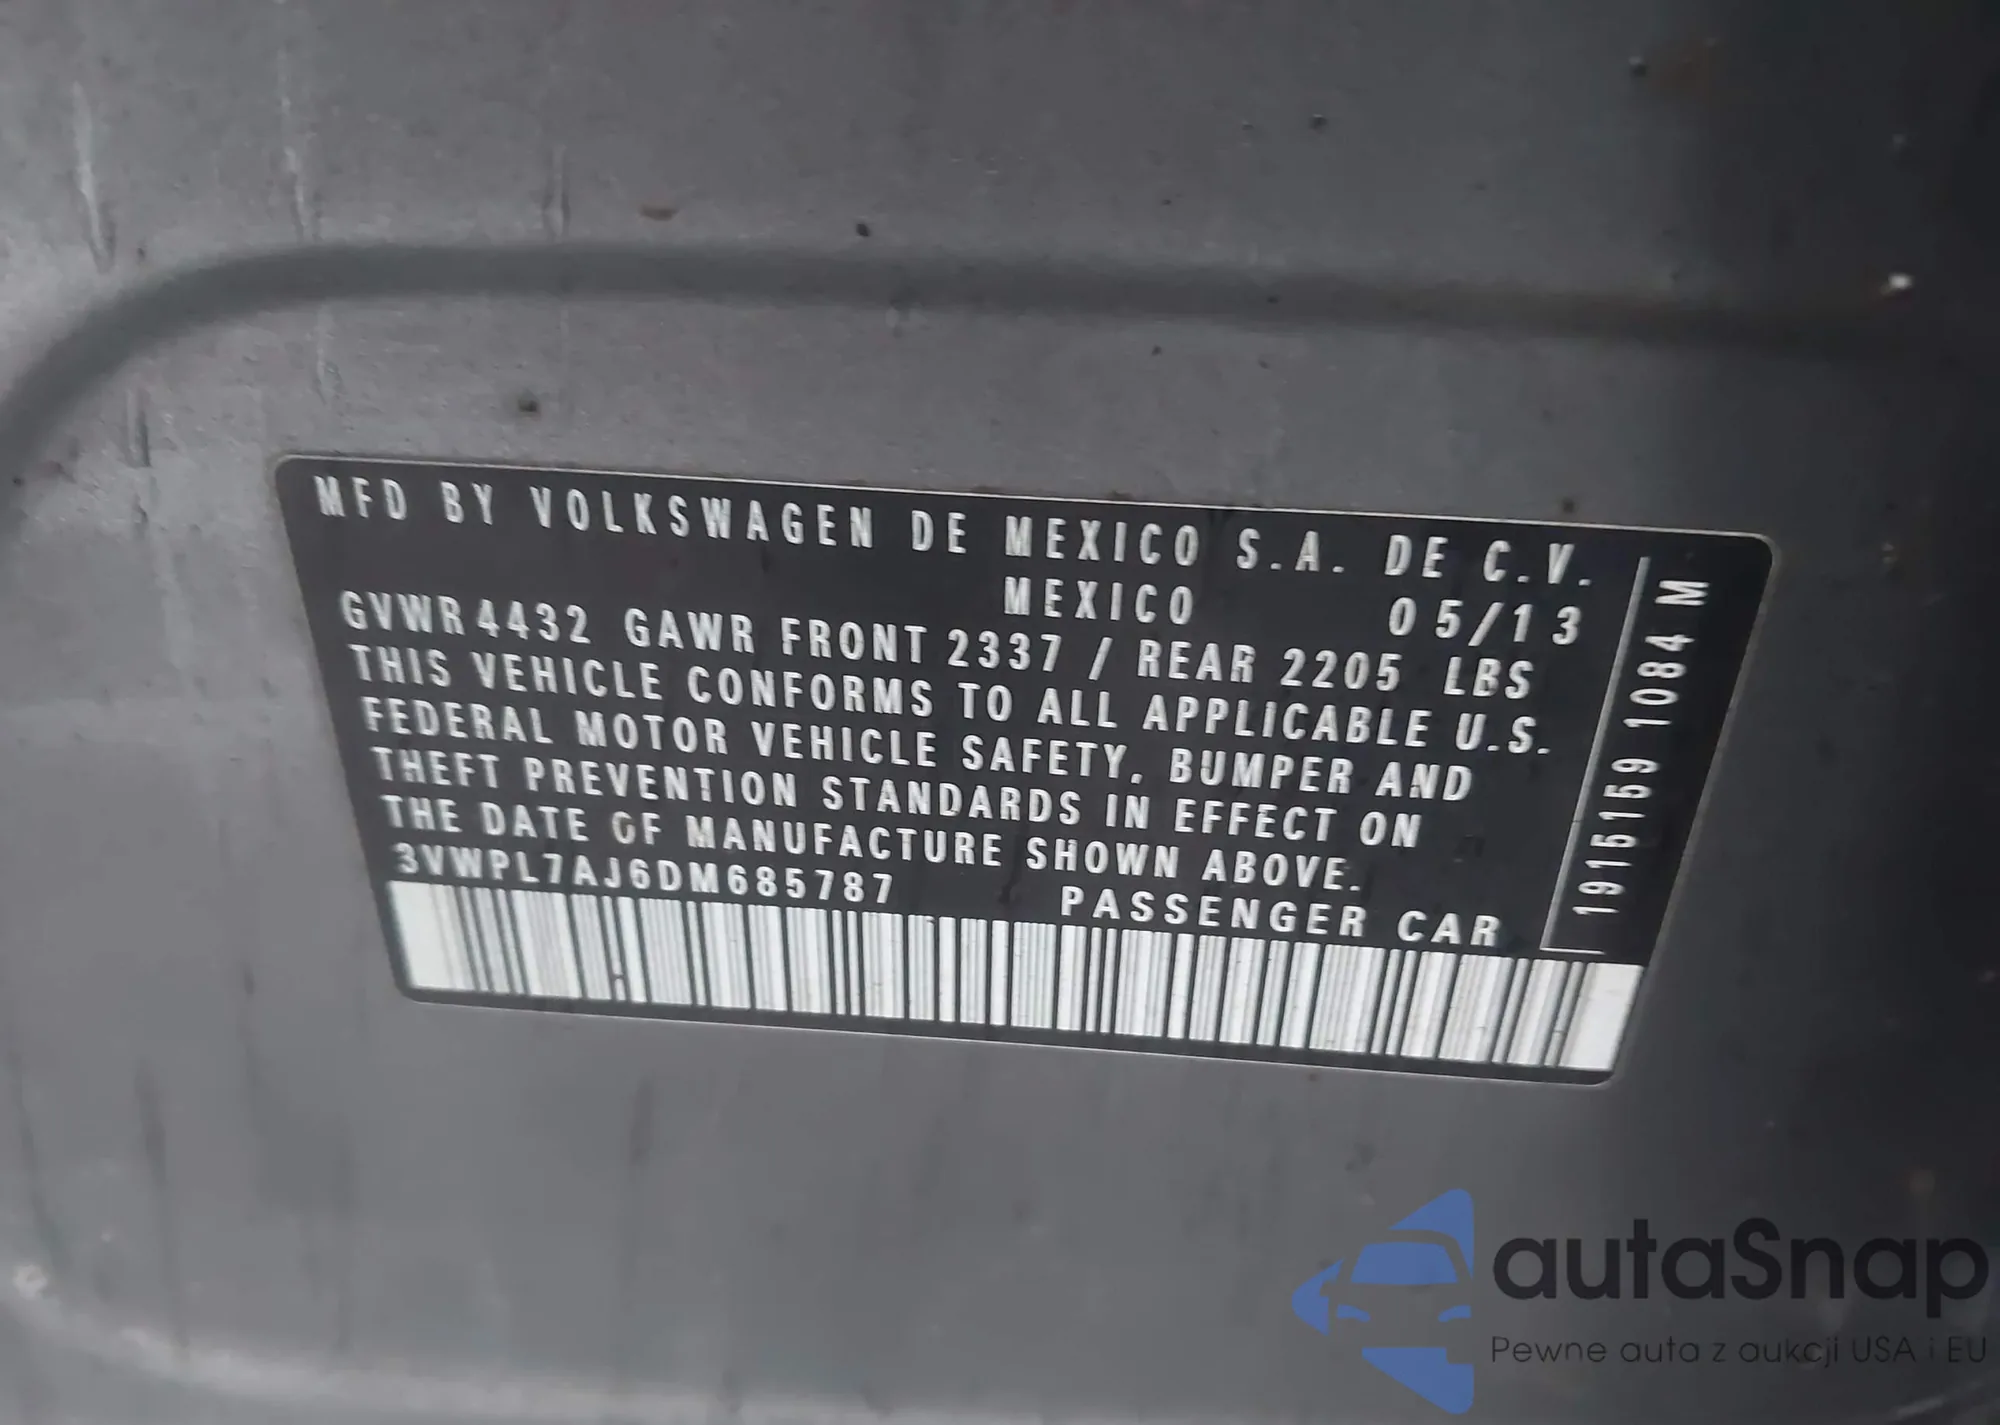 MFD BY VOLKSWAGEN DE MEXICO S.A. DE C.V.
MEXICO 05/13
GVWR 4432 GAWR FRONT 2337 / REAR 2205 LBS
THIS VEHICLE CONFORMS TO ALL APPLICABLE U.S.
FEDERAL MOTOR VEHICLE SAFETY, BUMPER AND
THEFT PREVENTION STANDARDS IN EFFECT ON
THE DATE OF MANUFACTURE SHOWN ABOVE.
3VWPL7AJ6DM685787 PASSENGER CAR
1915159 1084 M
autaSnap
Pewne auta z aukcji USA i EU